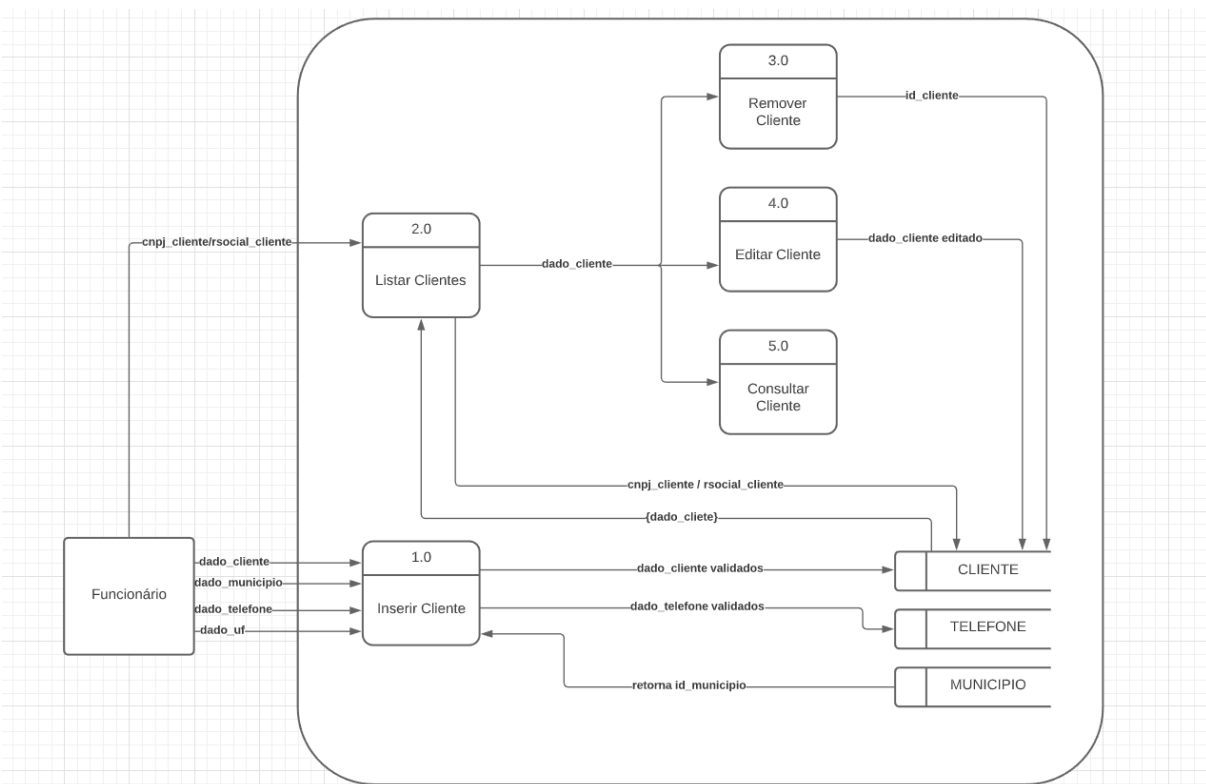 3.0
Remover
Cliente
id_cliente
4.0
Editar Cliente
dado_cliente editado
cnpj_cliente/rsocial_cliente
2.0
Listar Clientes
dado_cliente
5.0
Consultar
Cliente
cnpj_cliente / rsocial_cliente
{dado_cliete}
Funcionário
dado_cliente
dado_municipio
dado_telefone
dado_uf
1.0
Inserir Cliente
dado_cliente validados
CLIENTE
dado_telefone validados
TELEFONE
retorna id_municipio
MUNICIPIO